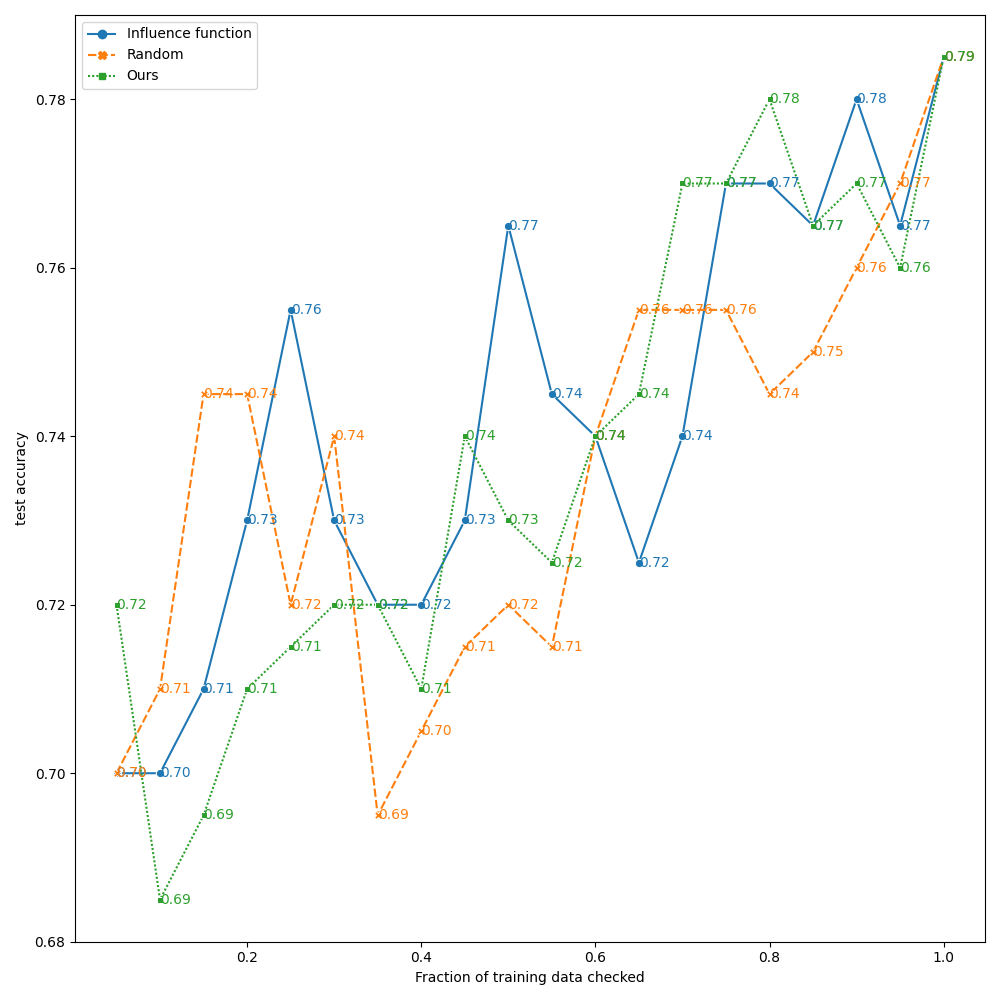 Influence function
Random
Ours
0.79
0.78
0.78
0.78
0.77 0.77 0.77 0.77 0.77
0.77 0.77 0.77
0.76 0.76
0.76
test accuracy
0.76
0.76 0.76 0.76 0.76
0.75
0.74 0.74 0.74 0.74 0.74
0.74
0.74 0.74 0.74 0.74
0.73 0.73 0.73 0.73
0.72 0.72
0.72
0.72 0.72 0.72 0.72 0.72 0.72
0.71 0.71 0.71
0.71 0.71 0.71 0.71
0.70
0.70
0.70 0.70
0.69 0.69
0.69
0.68
0.2 0.4 0.6 0.8 1.0
Fraction of training data checked